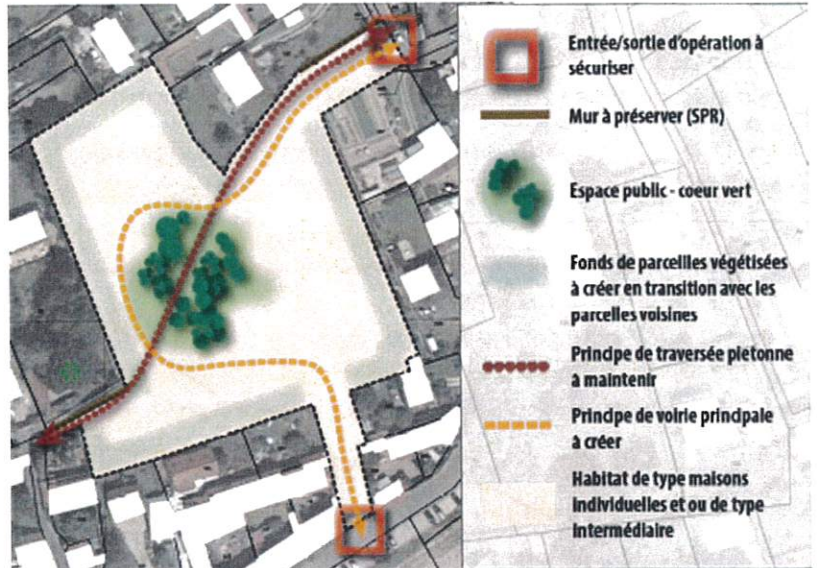 Entrée/sortie d'opération à
sécuriser
Mur à préserver (SPR)
Espace public - coeur vert
Fonds de parcelles végétisées
à créer en transition avec les
parcelles voisines
Principe de traversée pietonne
à maintenir
Principe de voirie principale
à créer
Habitat de type maisons
individuelles et ou de type
intermédiaire